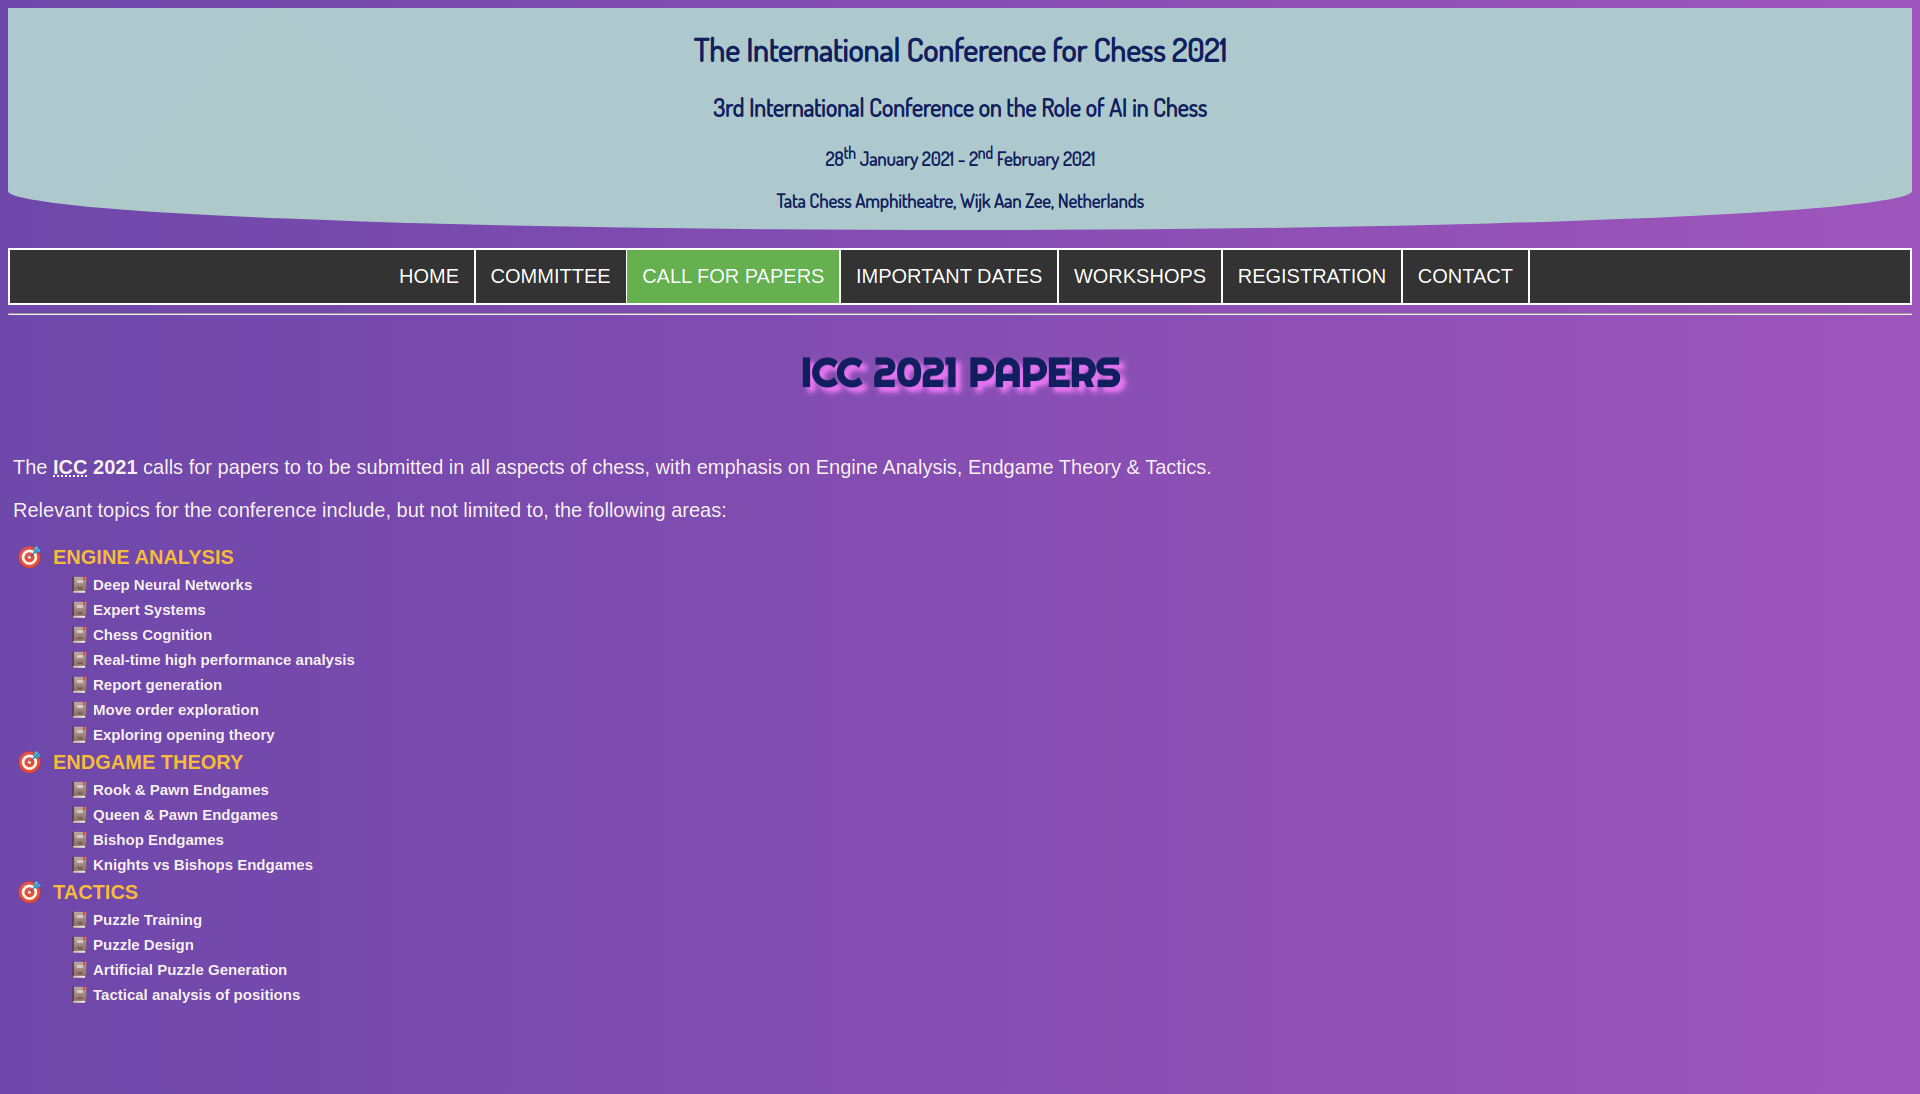 The International Conference for Chess 2021
3rd International Conference on the Role of AI in Chess
28th January 2021 - 2nd February 2021
Tata Chess Amphitheatre, Wijk Aan Zee, Netherlands
HOME COMMITTEE CALL FOR PAPERS IMPORTANT DATES WORKSHOPS REGISTRATION CONTACT
ICC 2021 PAPERS
The ICC 2021 calls for papers to to be submitted in all aspects of chess, with emphasis on Engine Analysis, Endgame Theory & Tactics.
Relevant topics for the conference include, but not limited to, the following areas:
ENGINE ANALYSIS
Deep Neural Networks
Expert Systems
Chess Cognition
Real-time high performance analysis
Report generation
Move order exploration
Exploring opening theory
ENDGAME THEORY
Rook & Pawn Endgames
Queen & Pawn Endgames
Bishop Endgames
Knights vs Bishops Endgames
TACTICS
Puzzle Training
Puzzle Design
Artificial Puzzle Generation
Tactical analysis of positions